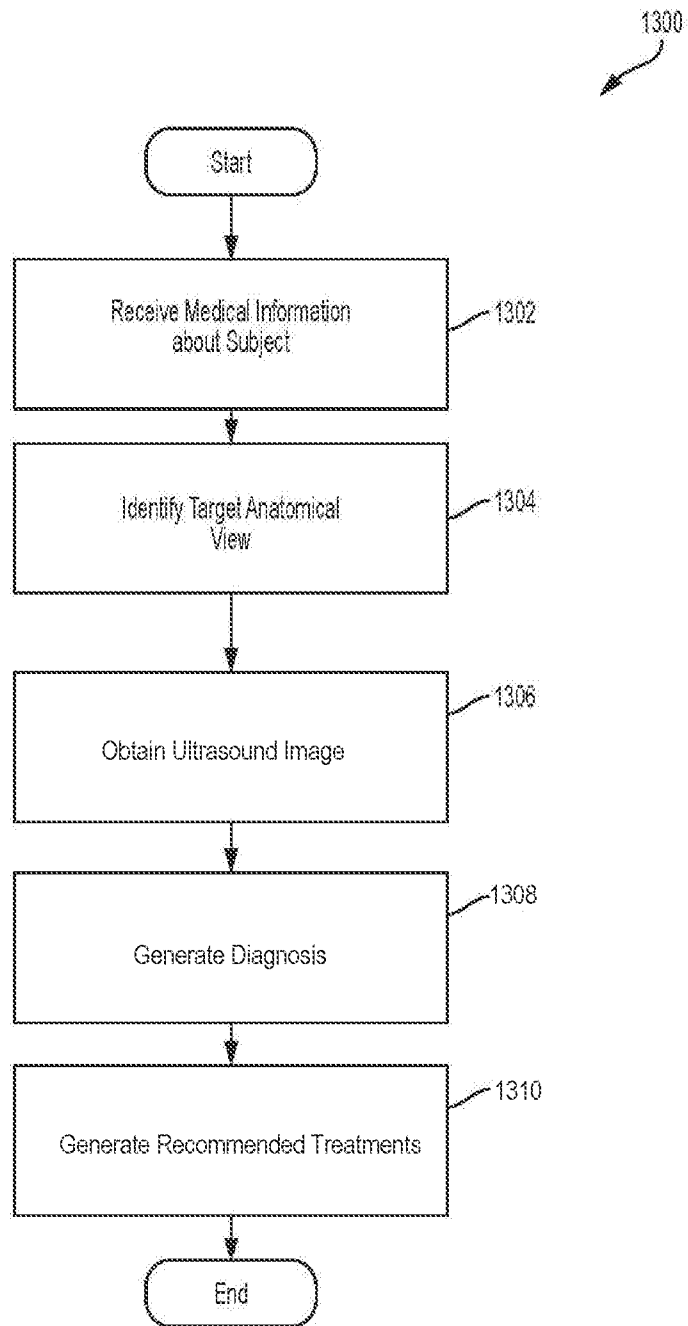 1300
Start
Receive Medical Information
about Subject
1302
Identify Target Anatomical
View
1304
Obtain Ultrasound Image
1306
Generate Diagnosis
1308
Generate Recommended Treatments
1310
End